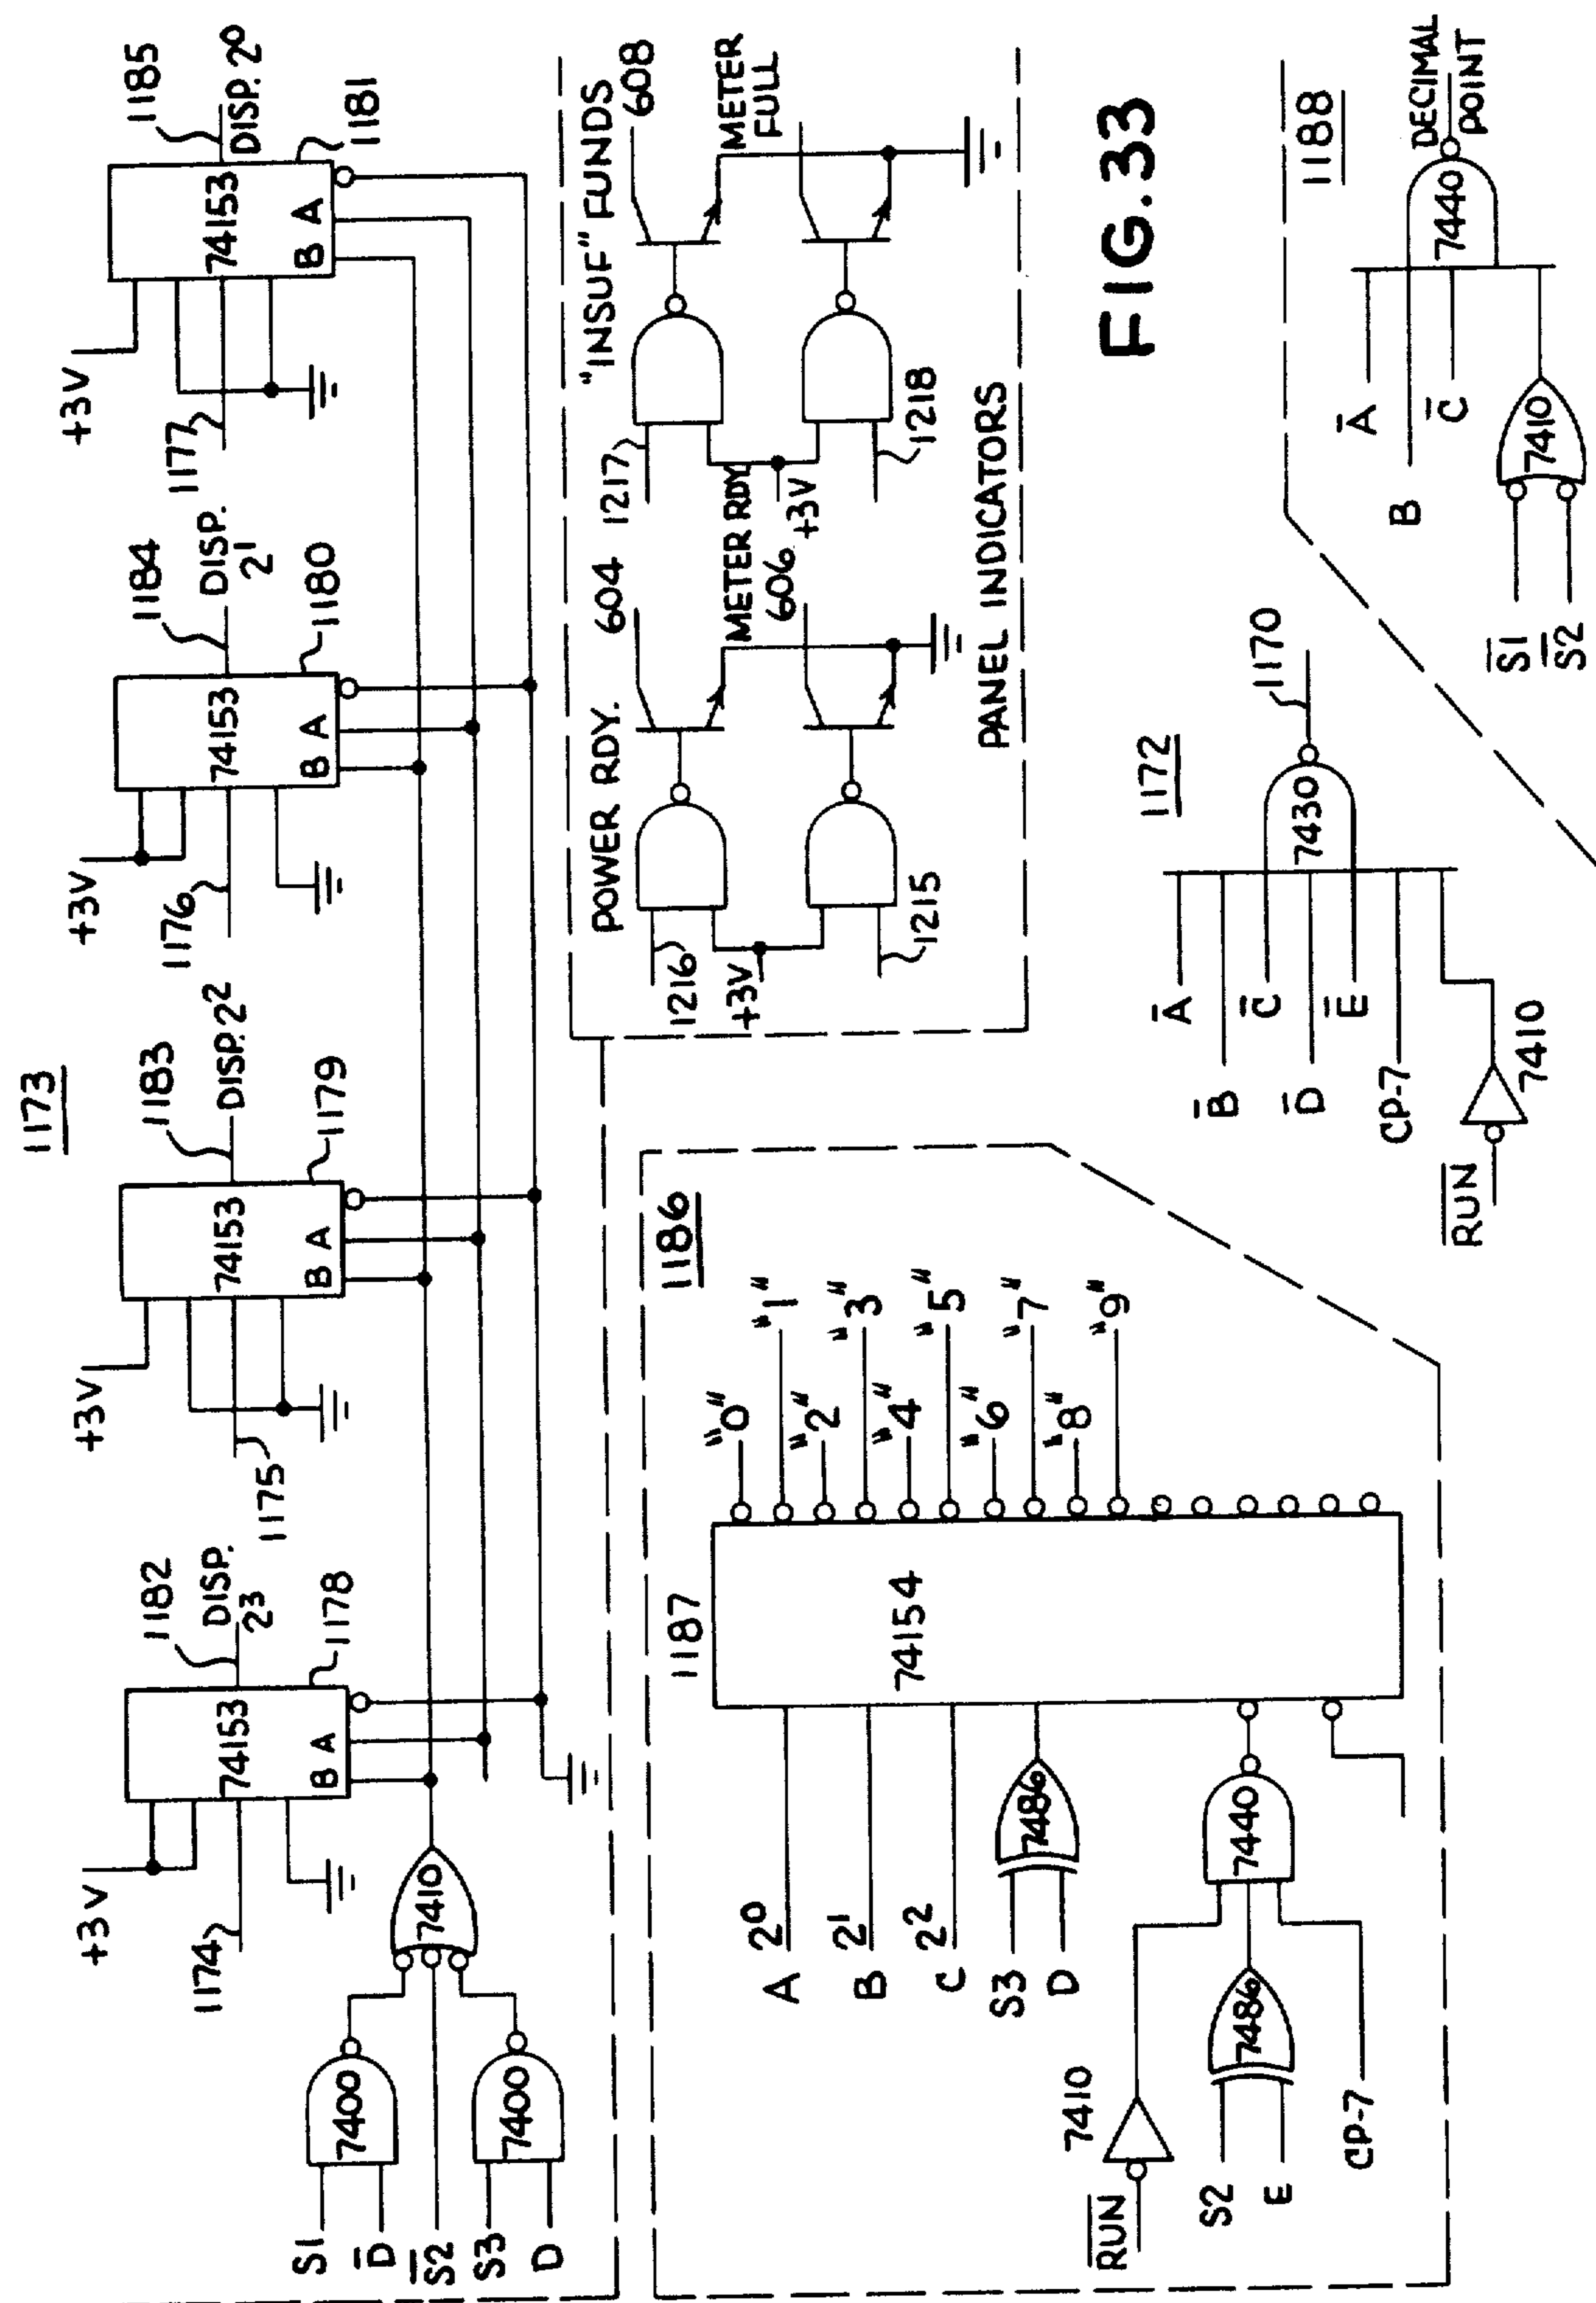 1173
+3V
1174
74153
B A
1182
DISP.
2³
1178
+3V
1175
74153
B A
1183
DISP. 2²
1179
+3V
1176
74153
B A
1184
DISP.
2¹
1180
+3V
1177
74153
B A
1185
DISP. 2⁰
1181
S1
D̅
S̅2̅
S3
D
7400
7400
7410
POWER RDY.
604
1216
+3V
1215
METER RDY.
606
"INSUF" FUNDS
608
1217
METER RDY
+3V
1218
METER
FULL
PANEL INDICATORS
1186
1187
74154
A 2⁰
B 2¹
C 2²
S3
D
7486
R̅U̅N̅
7410
S2
E
7486
CP-7
7440
"0"
"1"
"2"
"3"
"4"
"5"
"6"
"7"
"8"
"9"
1172
A̅
B̅
C̅
D̅
E̅
CP-7
R̅U̅N̅
7410
7430
1170
FIG. 33
1188
A̅
B
C̅
S̅1̅
S̅2̅
7410
7440
DECIMAL
POINT